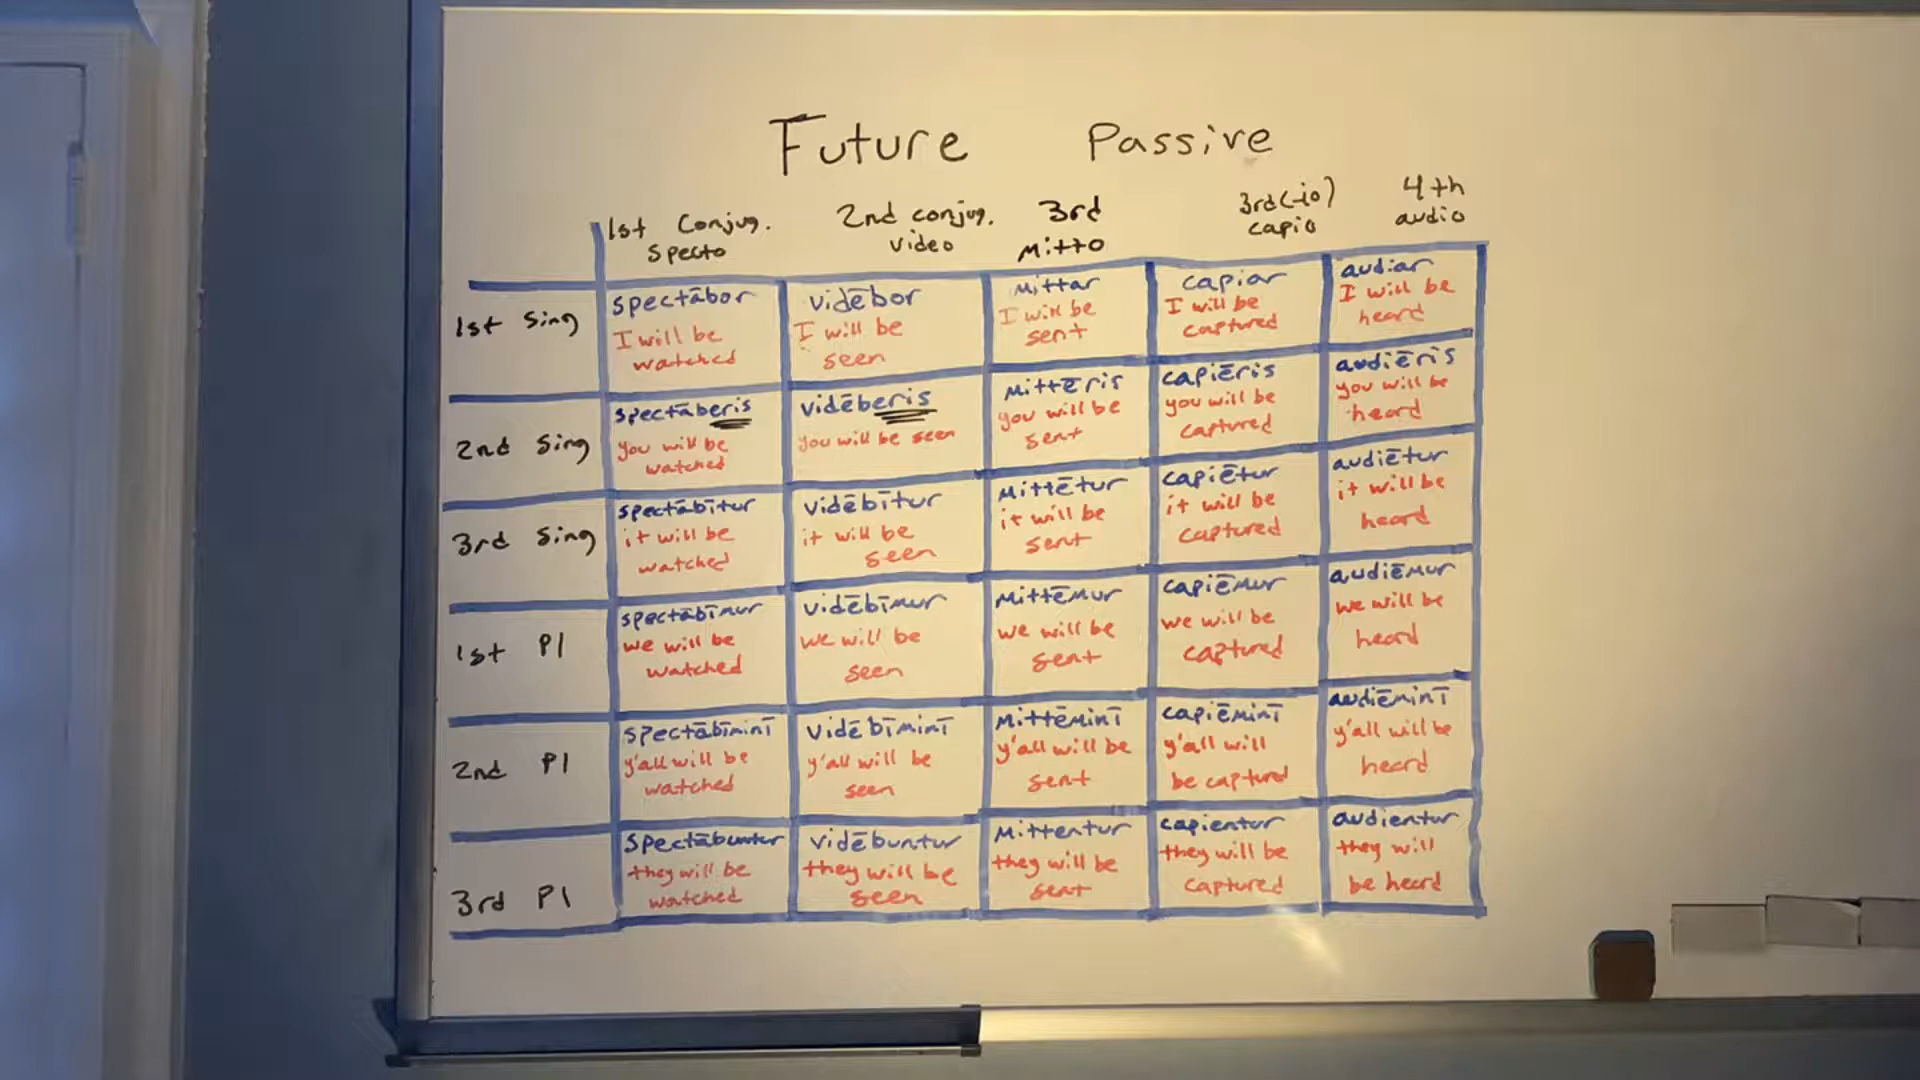 Future Passive
1st Conjug. 2nd conjug. 3rd 3rd(-io) 4th
specto video mitto capio audio
1st Sing
spectābor
I will be
watched
vidēbor
I will be
seen
mittar
I will be
sent
capiar
I will be
captured
audiar
I will be
heard
2nd Sing
spectāberis
you will be
watched
vidēberis
you will be seen
mittēris
you will be
sent
capiēris
you will be
captured
audiēris
you will be
heard
3rd Sing
spectābītur
it will be
watched
vidēbītur
it will be
seen
mittētur
it will be
sent
capiētur
it will be
captured
audiētur
it will be
heard
1st Pl
spectābīmur
we will be
watched
vidēbīmur
we will be
seen
mittēmur
we will be
sent
capiēmur
we will be
captured
audiēmur
we will be
heard
2nd Pl
spectābīminī
y'all will be
watched
vidēbīminī
y'all will be
seen
mittēminī
y'all will be
sent
capiēminī
y'all will
be captured
audiēminī
y'all will be
heard
3rd Pl
spectābuntur
they will be
watched
vidēbuntur
they will be
seen
mittentur
they will be
sent
capientur
they will be
captured
audientur
they will
be heard